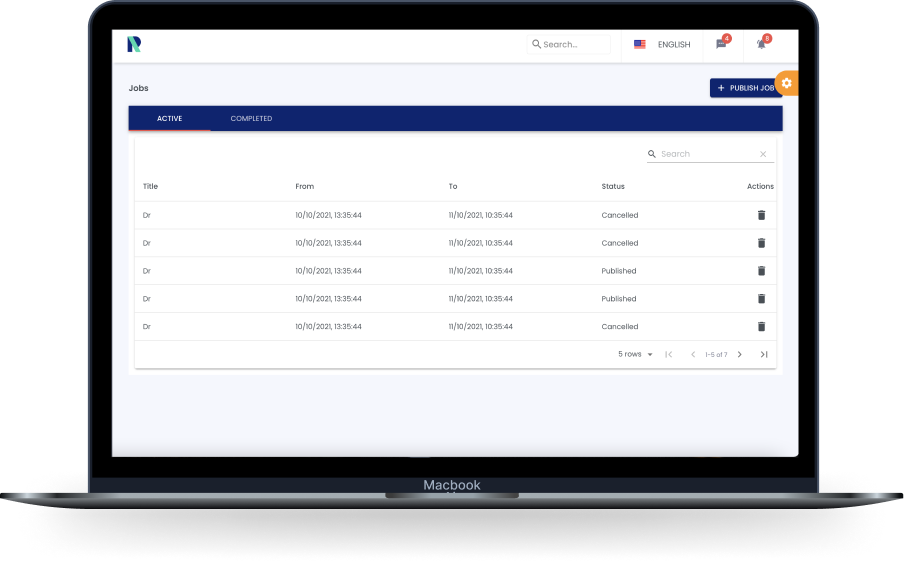 R
Search...
ENGLISH
4
8
Jobs
+ PUBLISH JOB
ACTIVE COMPLETED
Search
Title From To Status Actions
Dr 10/10/2021, 13:35:44 11/10/2021, 10:35:44 Cancelled
Dr 10/10/2021, 13:35:44 11/10/2021, 10:35:44 Cancelled
Dr 10/10/2021, 13:35:44 11/10/2021, 10:35:44 Published
Dr 10/10/2021, 13:35:44 11/10/2021, 10:35:44 Published
Dr 10/10/2021, 13:35:44 11/10/2021, 10:35:44 Cancelled
5 rows 1-5 of 7
Macbook